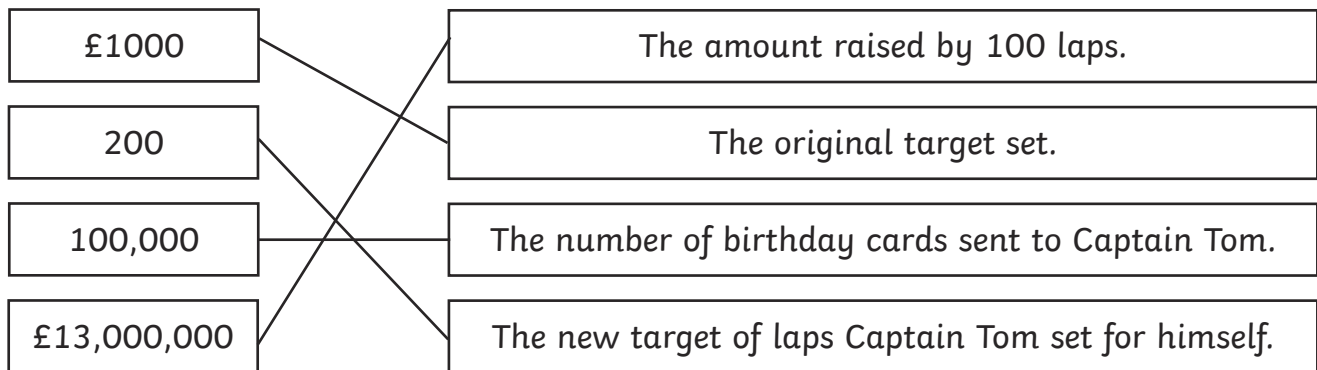 £1000
The amount raised by 100 laps.
200
The original target set.
100,000
The number of birthday cards sent to Captain Tom.
£13,000,000
The new target of laps Captain Tom set for himself.